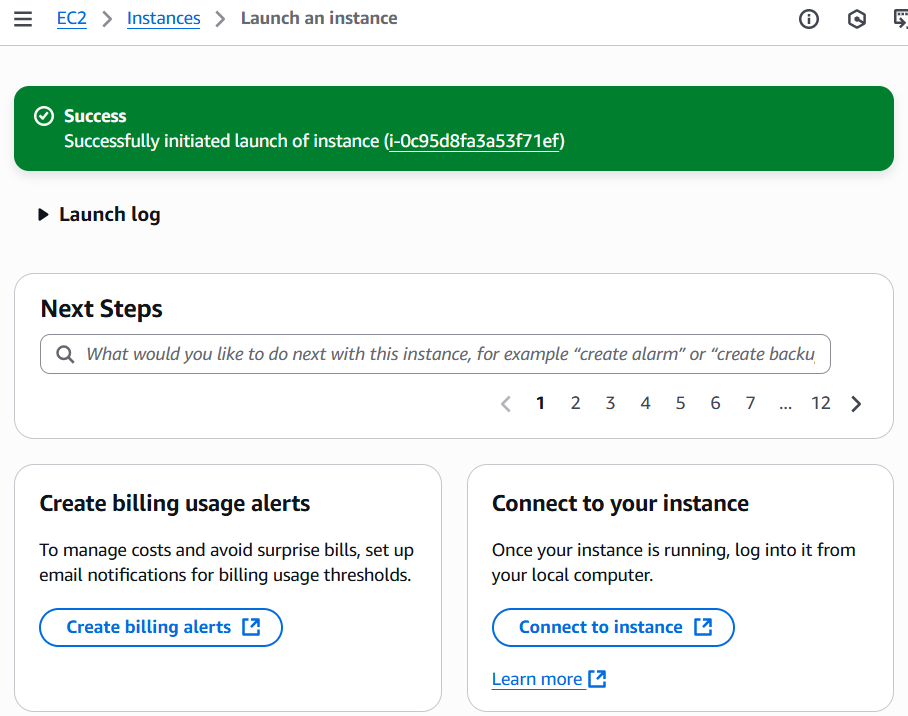 EC2 > Instances > Launch an instance
Success
Successfully initiated launch of instance (i-0c95d8fa3a53f71ef)
Launch log
Next Steps
What would you like to do next with this instance, for example “create alarm” or “create backu
1 2 3 4 5 6 7 ... 12
Create billing usage alerts
To manage costs and avoid surprise bills, set up
email notifications for billing usage thresholds.
Create billing alerts
Connect to your instance
Once your instance is running, log into it from
your local computer.
Connect to instance
Learn more